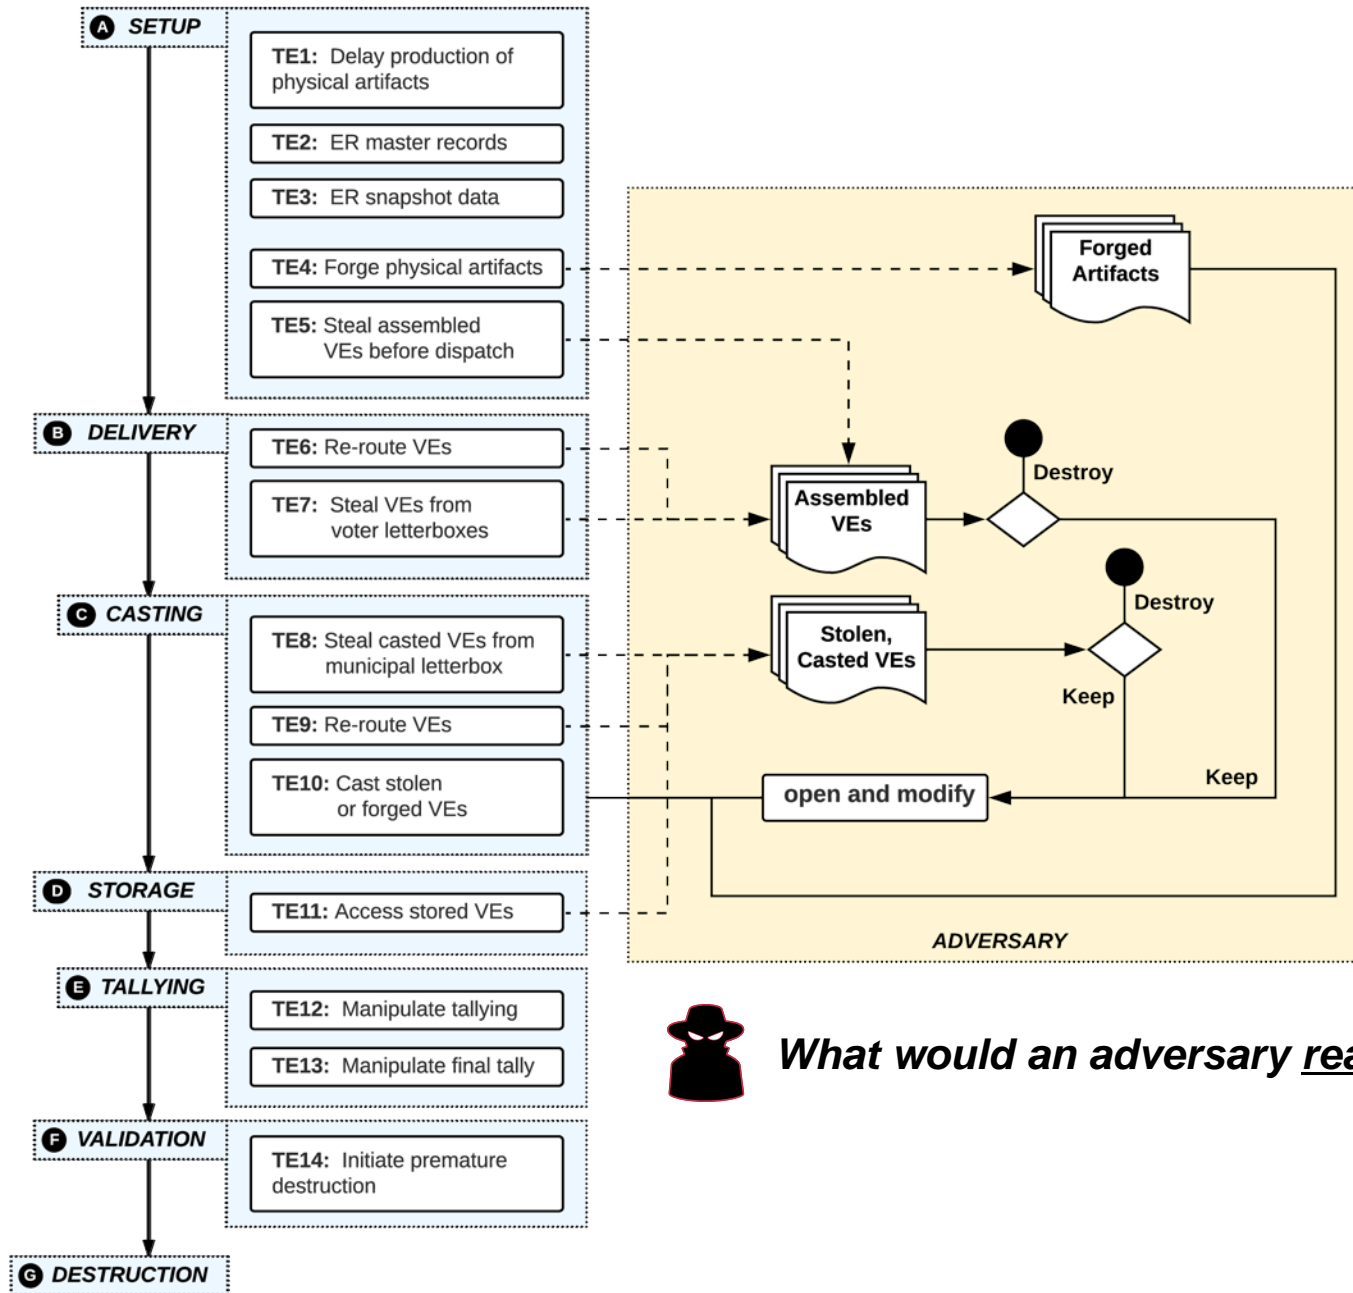 A SETUP
TE1: Delay production of
physical artifacts
TE2: ER master records
TE3: ER snapshot data
TE4: Forge physical artifacts
TE5: Steal assembled
VEs before dispatch
B DELIVERY
TE6: Re-route VEs
TE7: Steal VEs from
voter letterboxes
C CASTING
TE8: Steal casted VEs from
municipal letterbox
TE9: Re-route VEs
TE10: Cast stolen
or forged VEs
D STORAGE
TE11: Access stored VEs
E TALLYING
TE12: Manipulate tallying
TE13: Manipulate final tally
F VALIDATION
TE14: Initiate premature
destruction
G DESTRUCTION
Forged
Artifacts
Assembled
VEs
Destroy
Stolen,
Casted VEs
Destroy
Keep
Keep
open and modify
ADVERSARY
What would an adversary